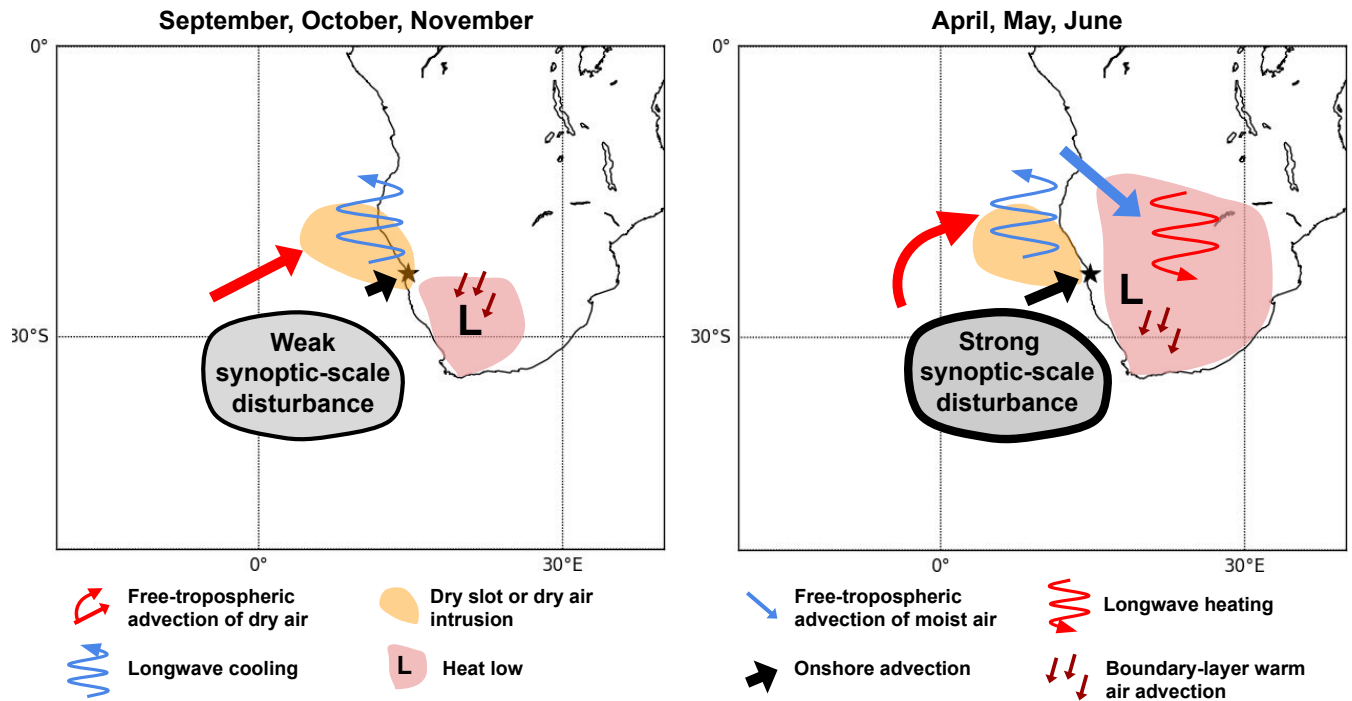 September, October, November
April, May, June
0°
L
Weak
synoptic-scale
disturbance
30°S
0°
30°E
0°
L
Strong
synoptic-scale
disturbance
30°S
0°
30°E
Free-tropospheric
advection of dry air
Dry slot or dry air
intrusion
Longwave cooling
L
Heat low
Free-tropospheric
advection of moist air
Longwave heating
Onshore advection
Boundary-layer warm
air advection